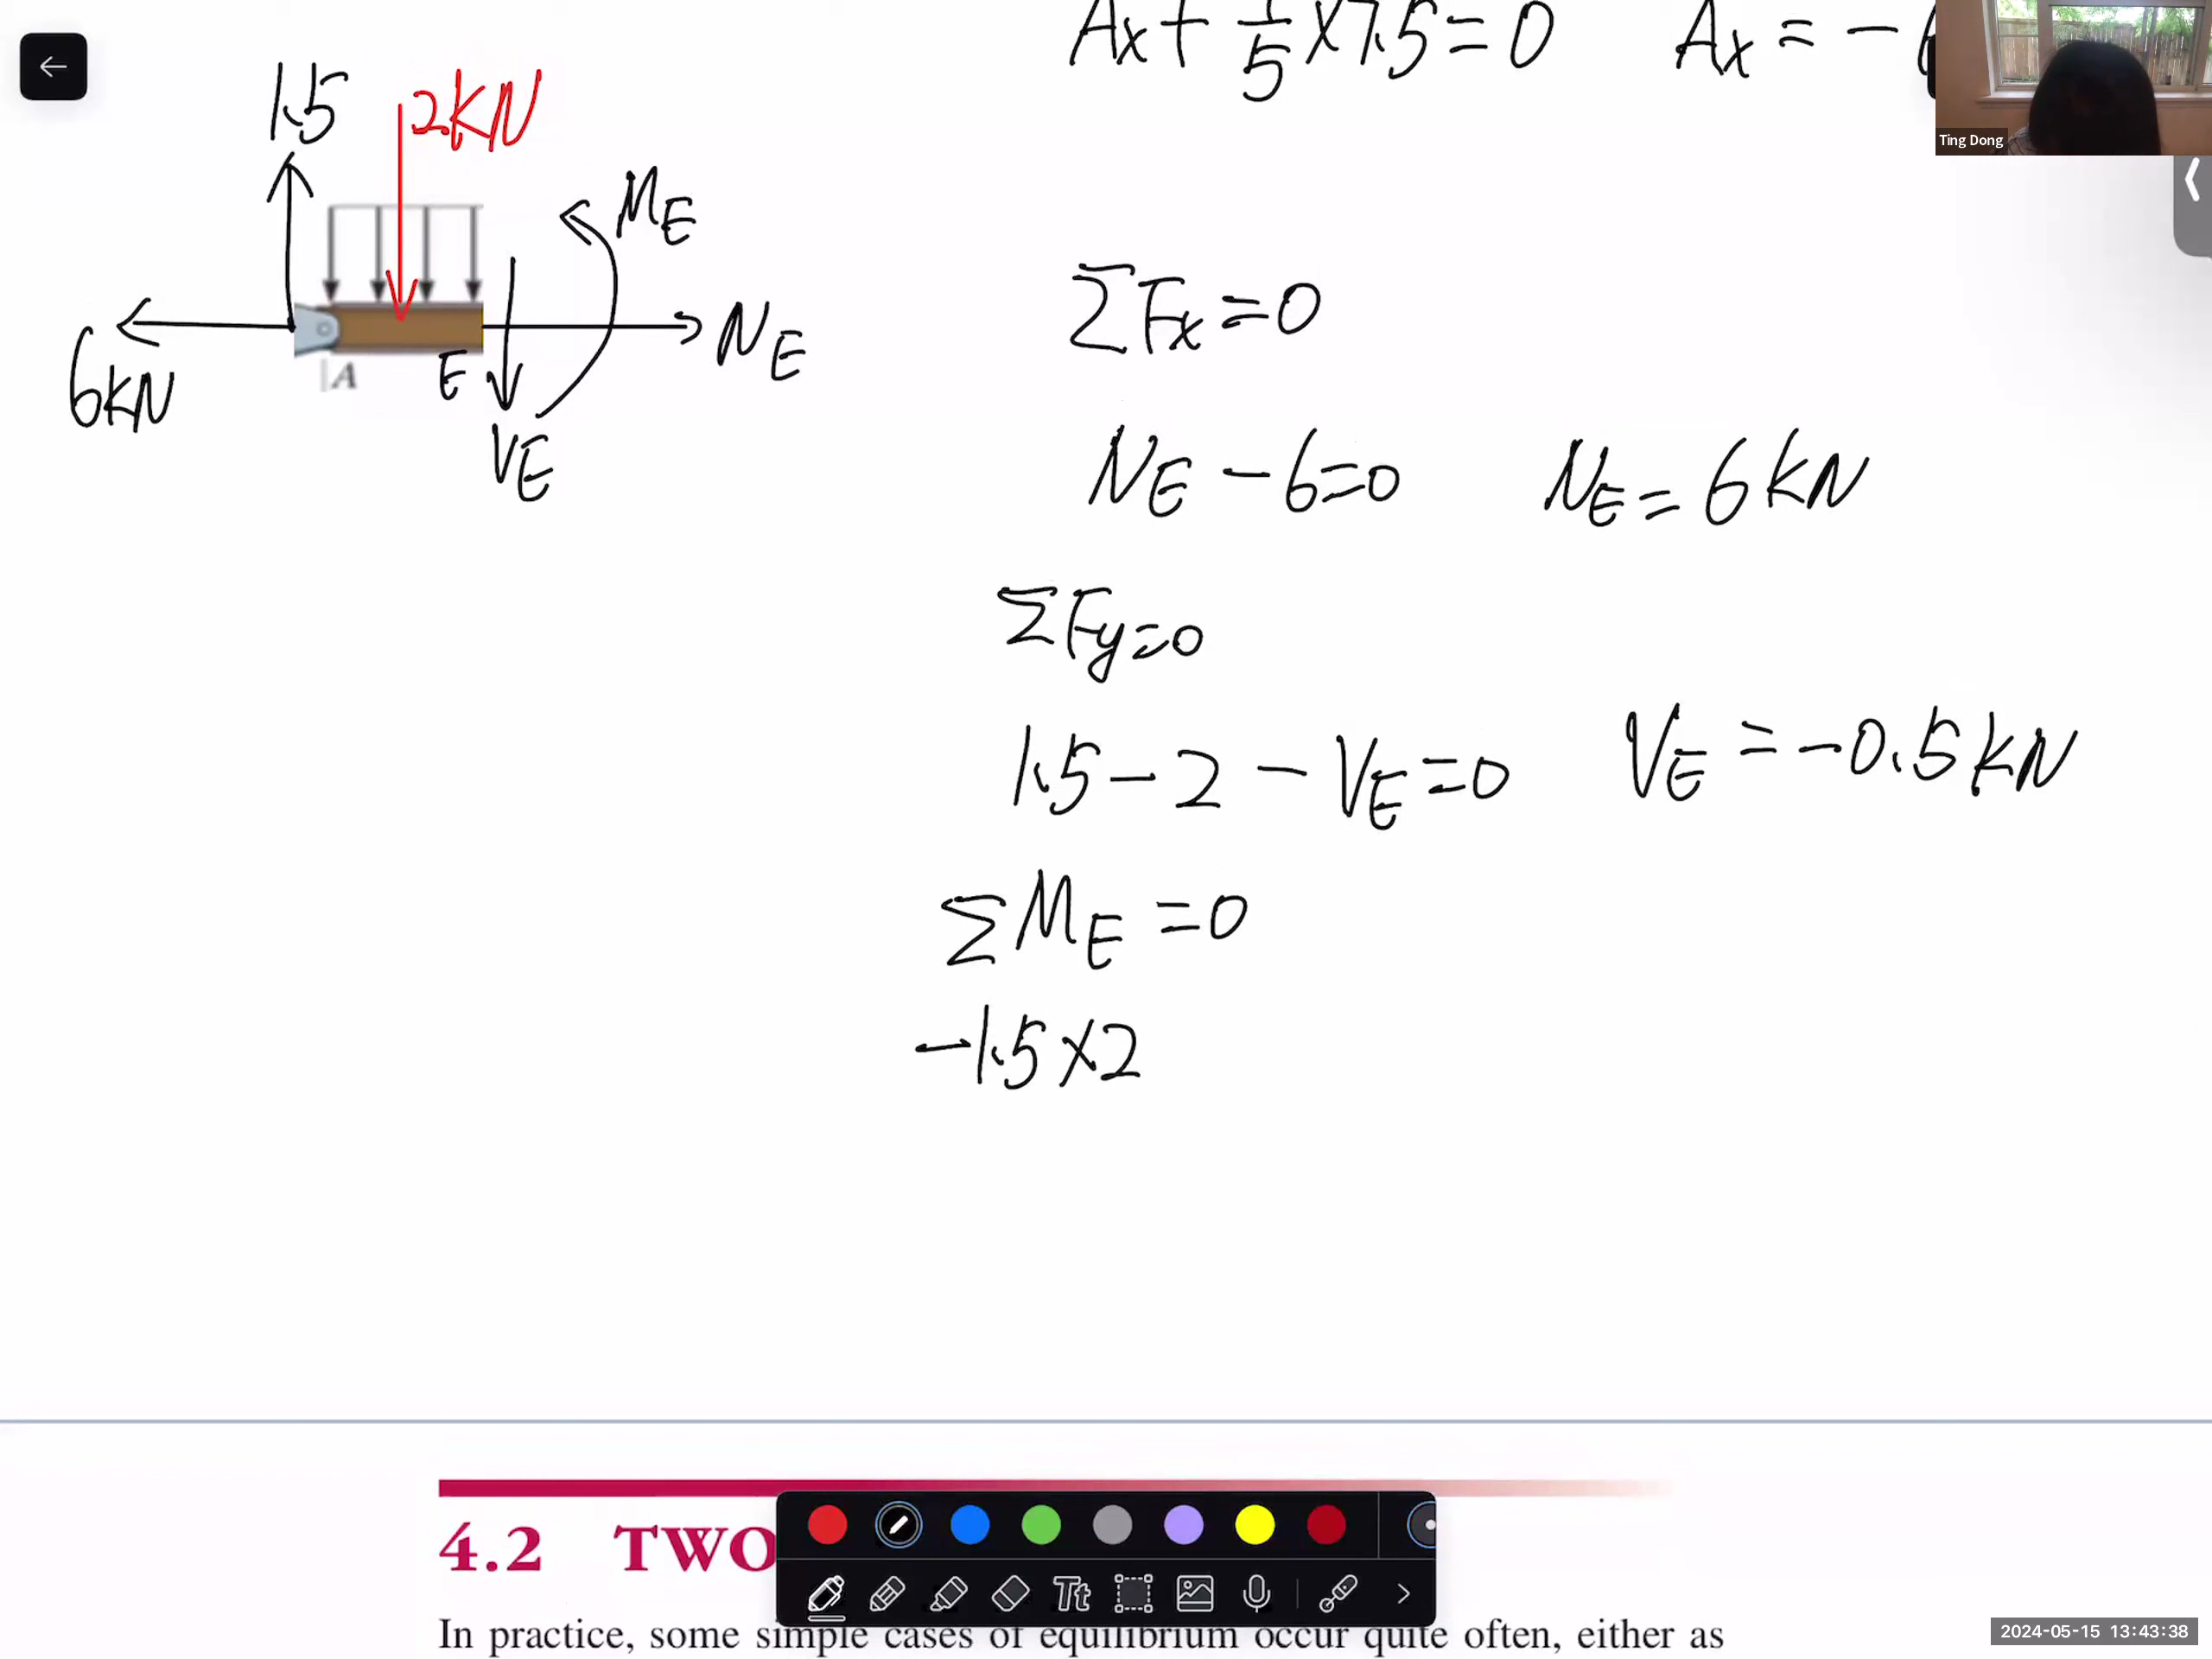 Ax + 1/5 × 7.5 = 0 Ax = -
Ting Dong
1.5
2KN
ME
6KN
A
E
NE
VE
ΣFx = 0
NE - 6 = 0 NE = 6 KN
ΣFy = 0
1.5 - 2 - VE = 0 VE = -0.5 KN
ΣME = 0
-1.5 × 2
4.2 TWO
Tt
In practice, some simple cases of equilibrium occur quite often, either as
2024-05-15 13:43:38